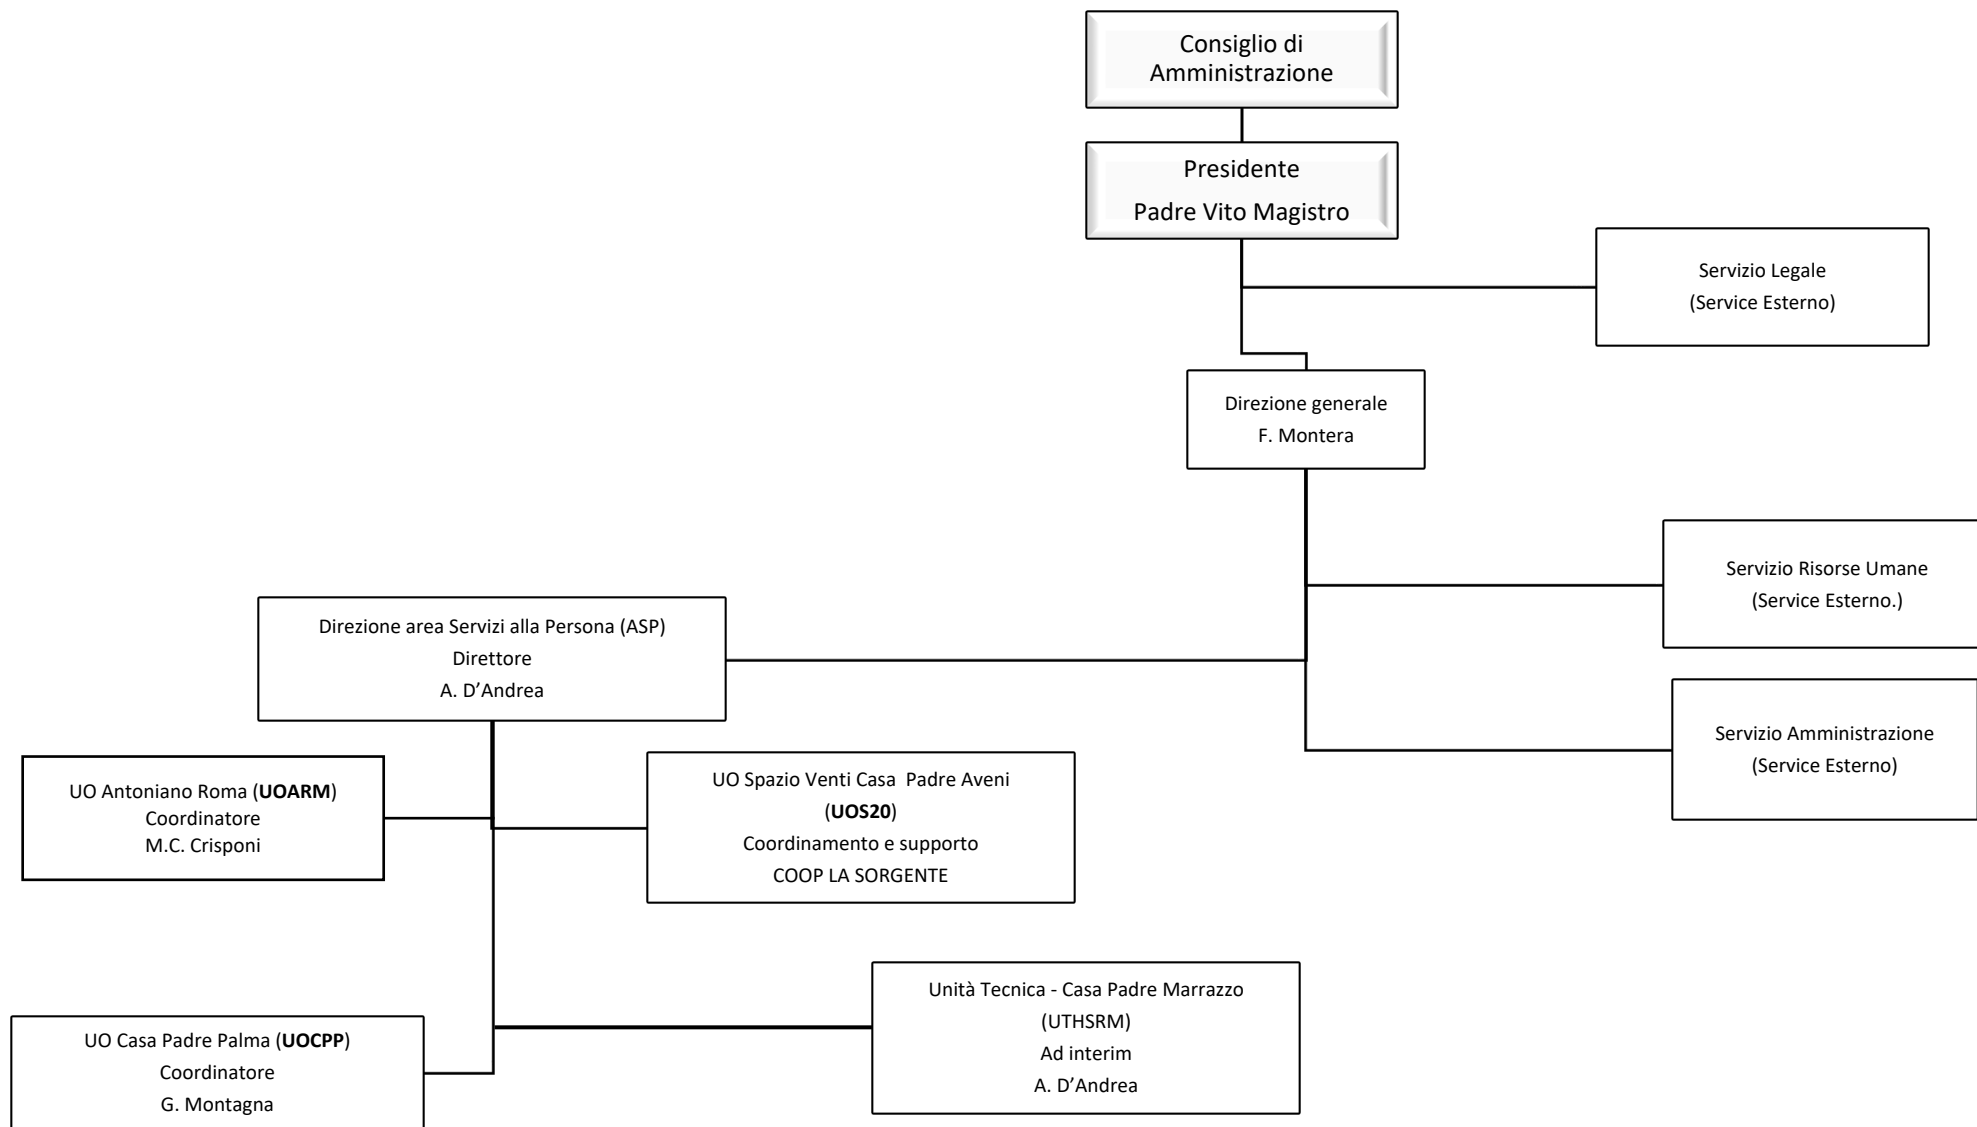 Consiglio di
Amministrazione
Presidente
Padre Vito Magistro
Servizio Legale
(Service Esterno)
Direzione generale
F. Montera
Servizio Risorse Umane
(Service Esterno.)
Direzione area Servizi alla Persona (ASP)
Direttore
A. D’Andrea
Servizio Amministrazione
(Service Esterno)
UO Antoniano Roma (UOARM)
Coordinatore
M.C. Crisponi
UO Spazio Venti Casa  Padre Aveni
(UOS20)
Coordinamento e supporto
COOP LA SORGENTE
Unità Tecnica - Casa Padre Marrazzo
(UTHSRM)
Ad interim
A. D’Andrea
UO Casa Padre Palma (UOCPP)
Coordinatore
G. Montagna